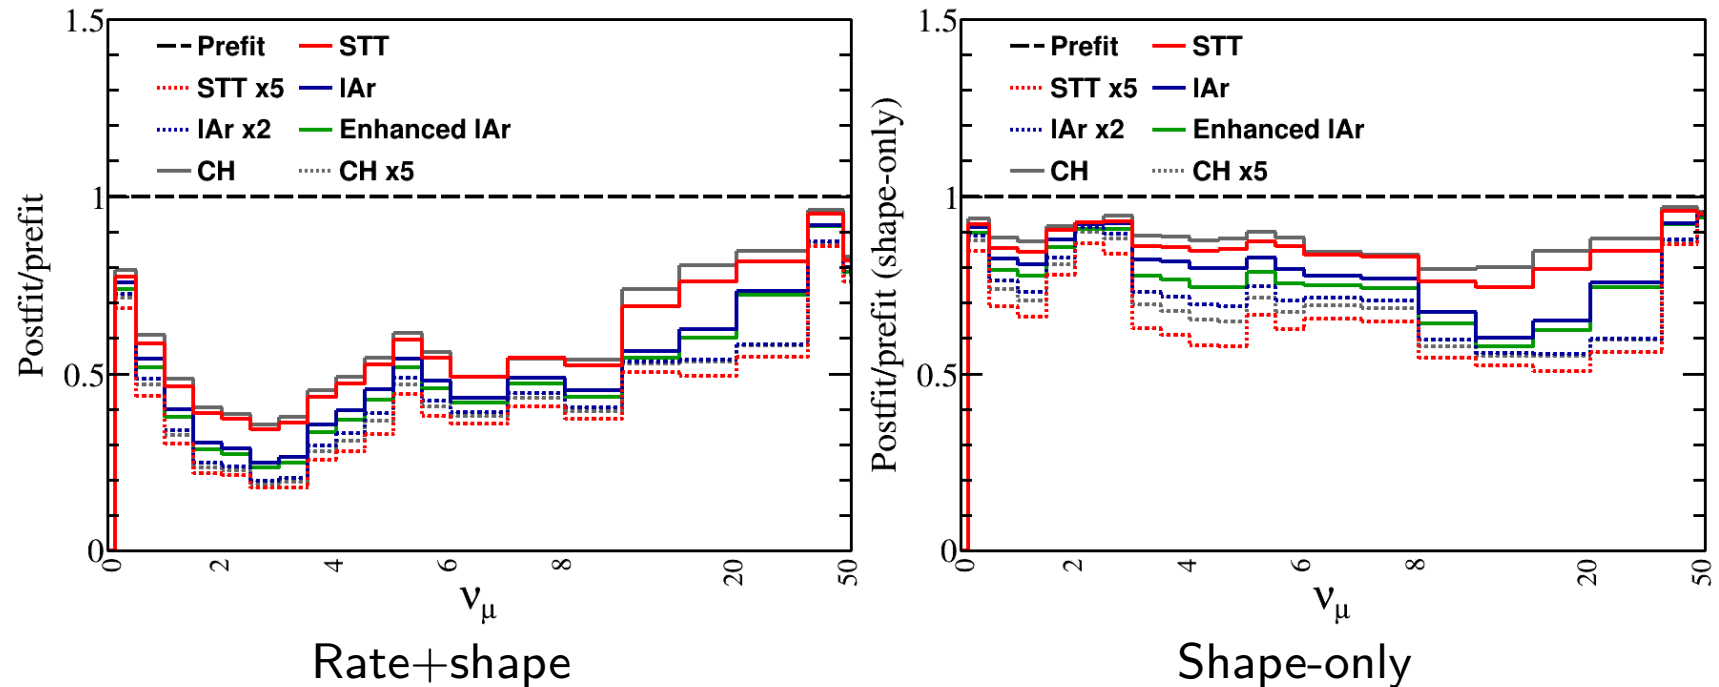 1.5
Prefit STT
STT x5 lAr
lAr x2 Enhanced lAr
CH CH x5
1
0.5
0
Postfit/prefit
0 2 4 6 8 20 50
νμ
Rate+shape
1.5
Prefit STT
STT x5 lAr
lAr x2 Enhanced lAr
CH CH x5
1
0.5
0
Postfit/prefit (shape-only)
0 2 4 6 8 20 50
νμ
Shape-only